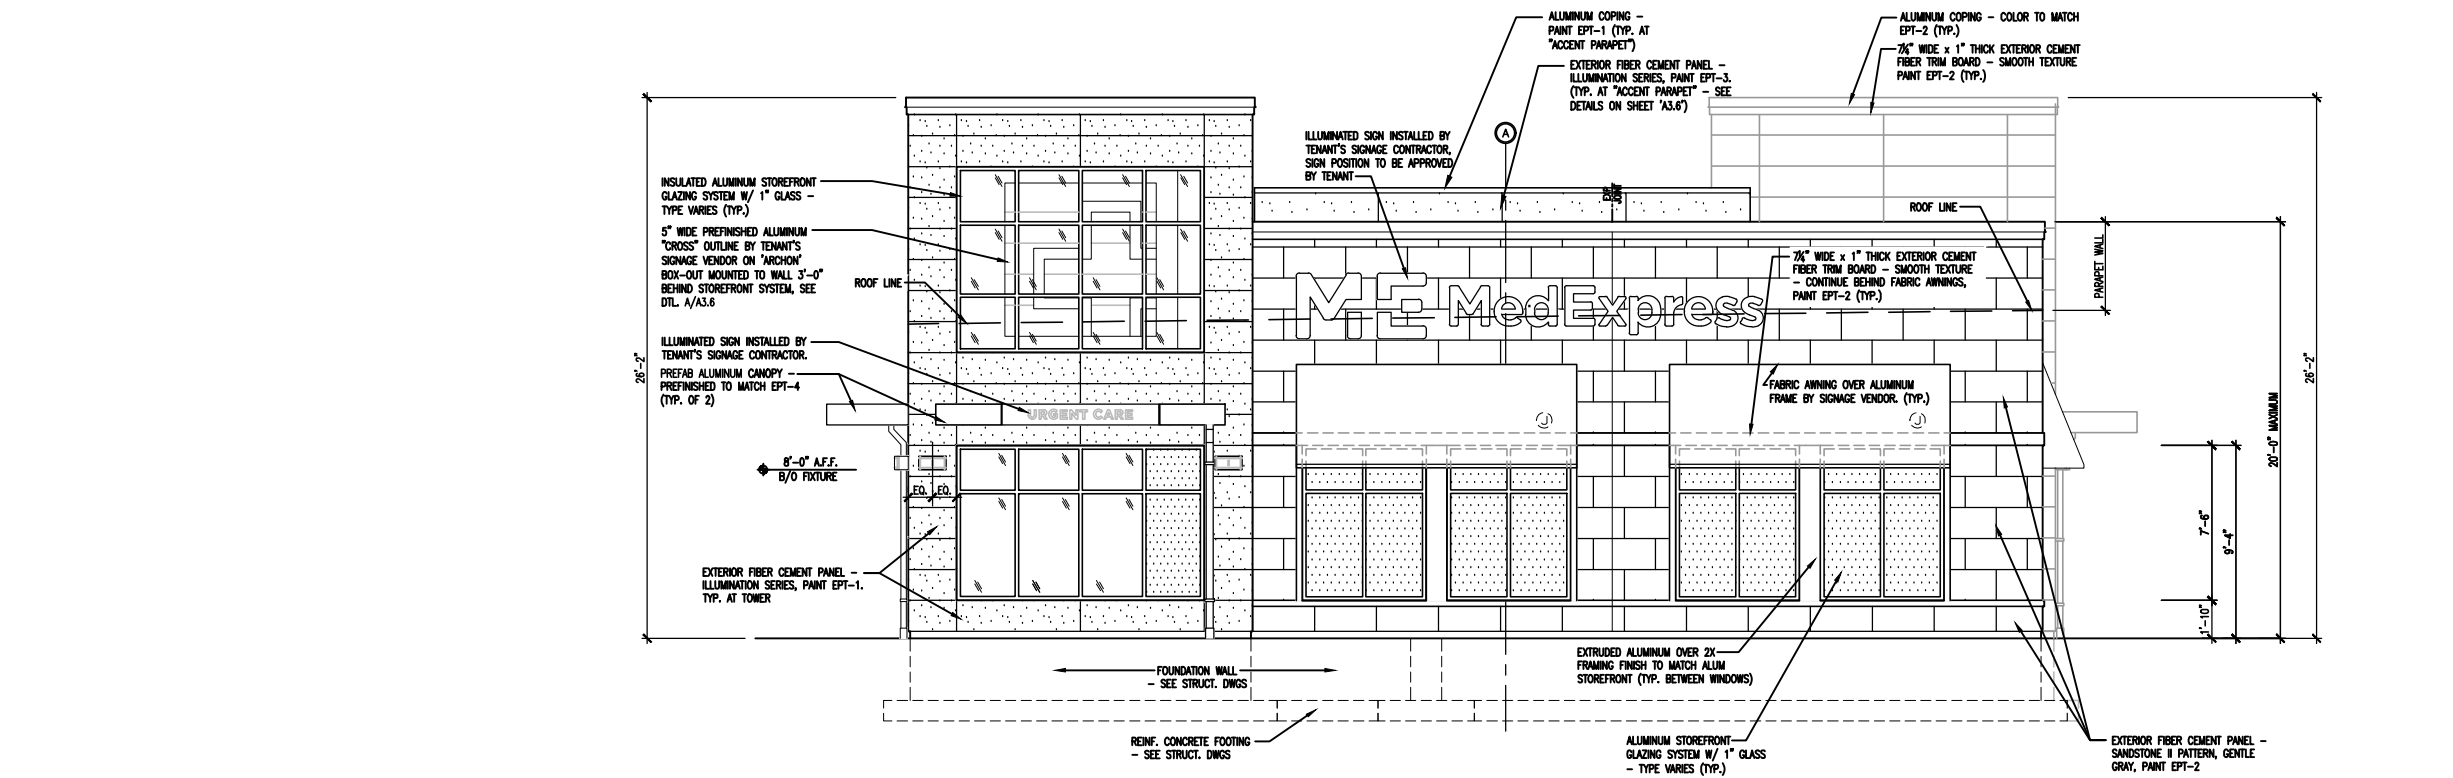 ALUMINUM COPING –
PAINT EPT-1 (TYP. AT
"ACCENT PARAPET")
EXTERIOR FIBER CEMENT PANEL –
ILLUMINATION SERIES, PAINT EPT-3.
(TYP. AT "ACCENT PARAPET" – SEE
DETAILS ON SHEET 'A3.6')
ALUMINUM COPING – COLOR TO MATCH
EPT-2 (TYP.)
7¼" WIDE x 1" THICK EXTERIOR CEMENT
FIBER TRIM BOARD – SMOOTH TEXTURE
PAINT EPT-2 (TYP.)
A
ILLUMINATED SIGN INSTALLED BY
TENANT'S SIGNAGE CONTRACTOR,
SIGN POSITION TO BE APPROVED
BY TENANT
INSULATED ALUMINUM STOREFRONT
GLAZING SYSTEM W/ 1" GLASS –
TYPE VARIES (TYP.)
5" WIDE PREFINISHED ALUMINUM
"CROSS" OUTLINE BY TENANT'S
SIGNAGE VENDOR ON 'ARCHON'
BOX-OUT MOUNTED TO WALL 3'-0"
BEHIND STOREFRONT SYSTEM, SEE
DTL. A/A3.6
ROOF LINE
EXP.
JOINT
ROOF LINE
PARAPET WALL
7¼" WIDE x 1" THICK EXTERIOR CEMENT
FIBER TRIM BOARD – SMOOTH TEXTURE
– CONTINUE BEHIND FABRIC AWNINGS,
PAINT EPT-2 (TYP.)
ME MedExpress
ILLUMINATED SIGN INSTALLED BY
TENANT'S SIGNAGE CONTRACTOR.
PREFAB ALUMINUM CANOPY –
PREFINISHED TO MATCH EPT-4
(TYP. OF 2)
26'-2"
26'-2"
20'-0" MAXIMUM
FABRIC AWNING OVER ALUMINUM
FRAME BY SIGNAGE VENDOR. (TYP.)
URGENT CARE
J
J
8'-0" A.F.F.
B/O FIXTURE
EQ.
EQ.
7'-6"
9'-4"
1'-10"
EXTERIOR FIBER CEMENT PANEL –
ILLUMINATION SERIES, PAINT EPT-1.
TYP. AT TOWER
FOUNDATION WALL
– SEE STRUCT. DWGS
EXTRUDED ALUMINUM OVER 2X
FRAMING FINISH TO MATCH ALUM
STOREFRONT (TYP. BETWEEN WINDOWS)
REINF. CONCRETE FOOTING
– SEE STRUCT. DWGS
ALUMINUM STOREFRONT
GLAZING SYSTEM W/ 1" GLASS
– TYPE VARIES (TYP.)
EXTERIOR FIBER CEMENT PANEL –
SANDSTONE II PATTERN, GENTLE
GRAY, PAINT EPT-2